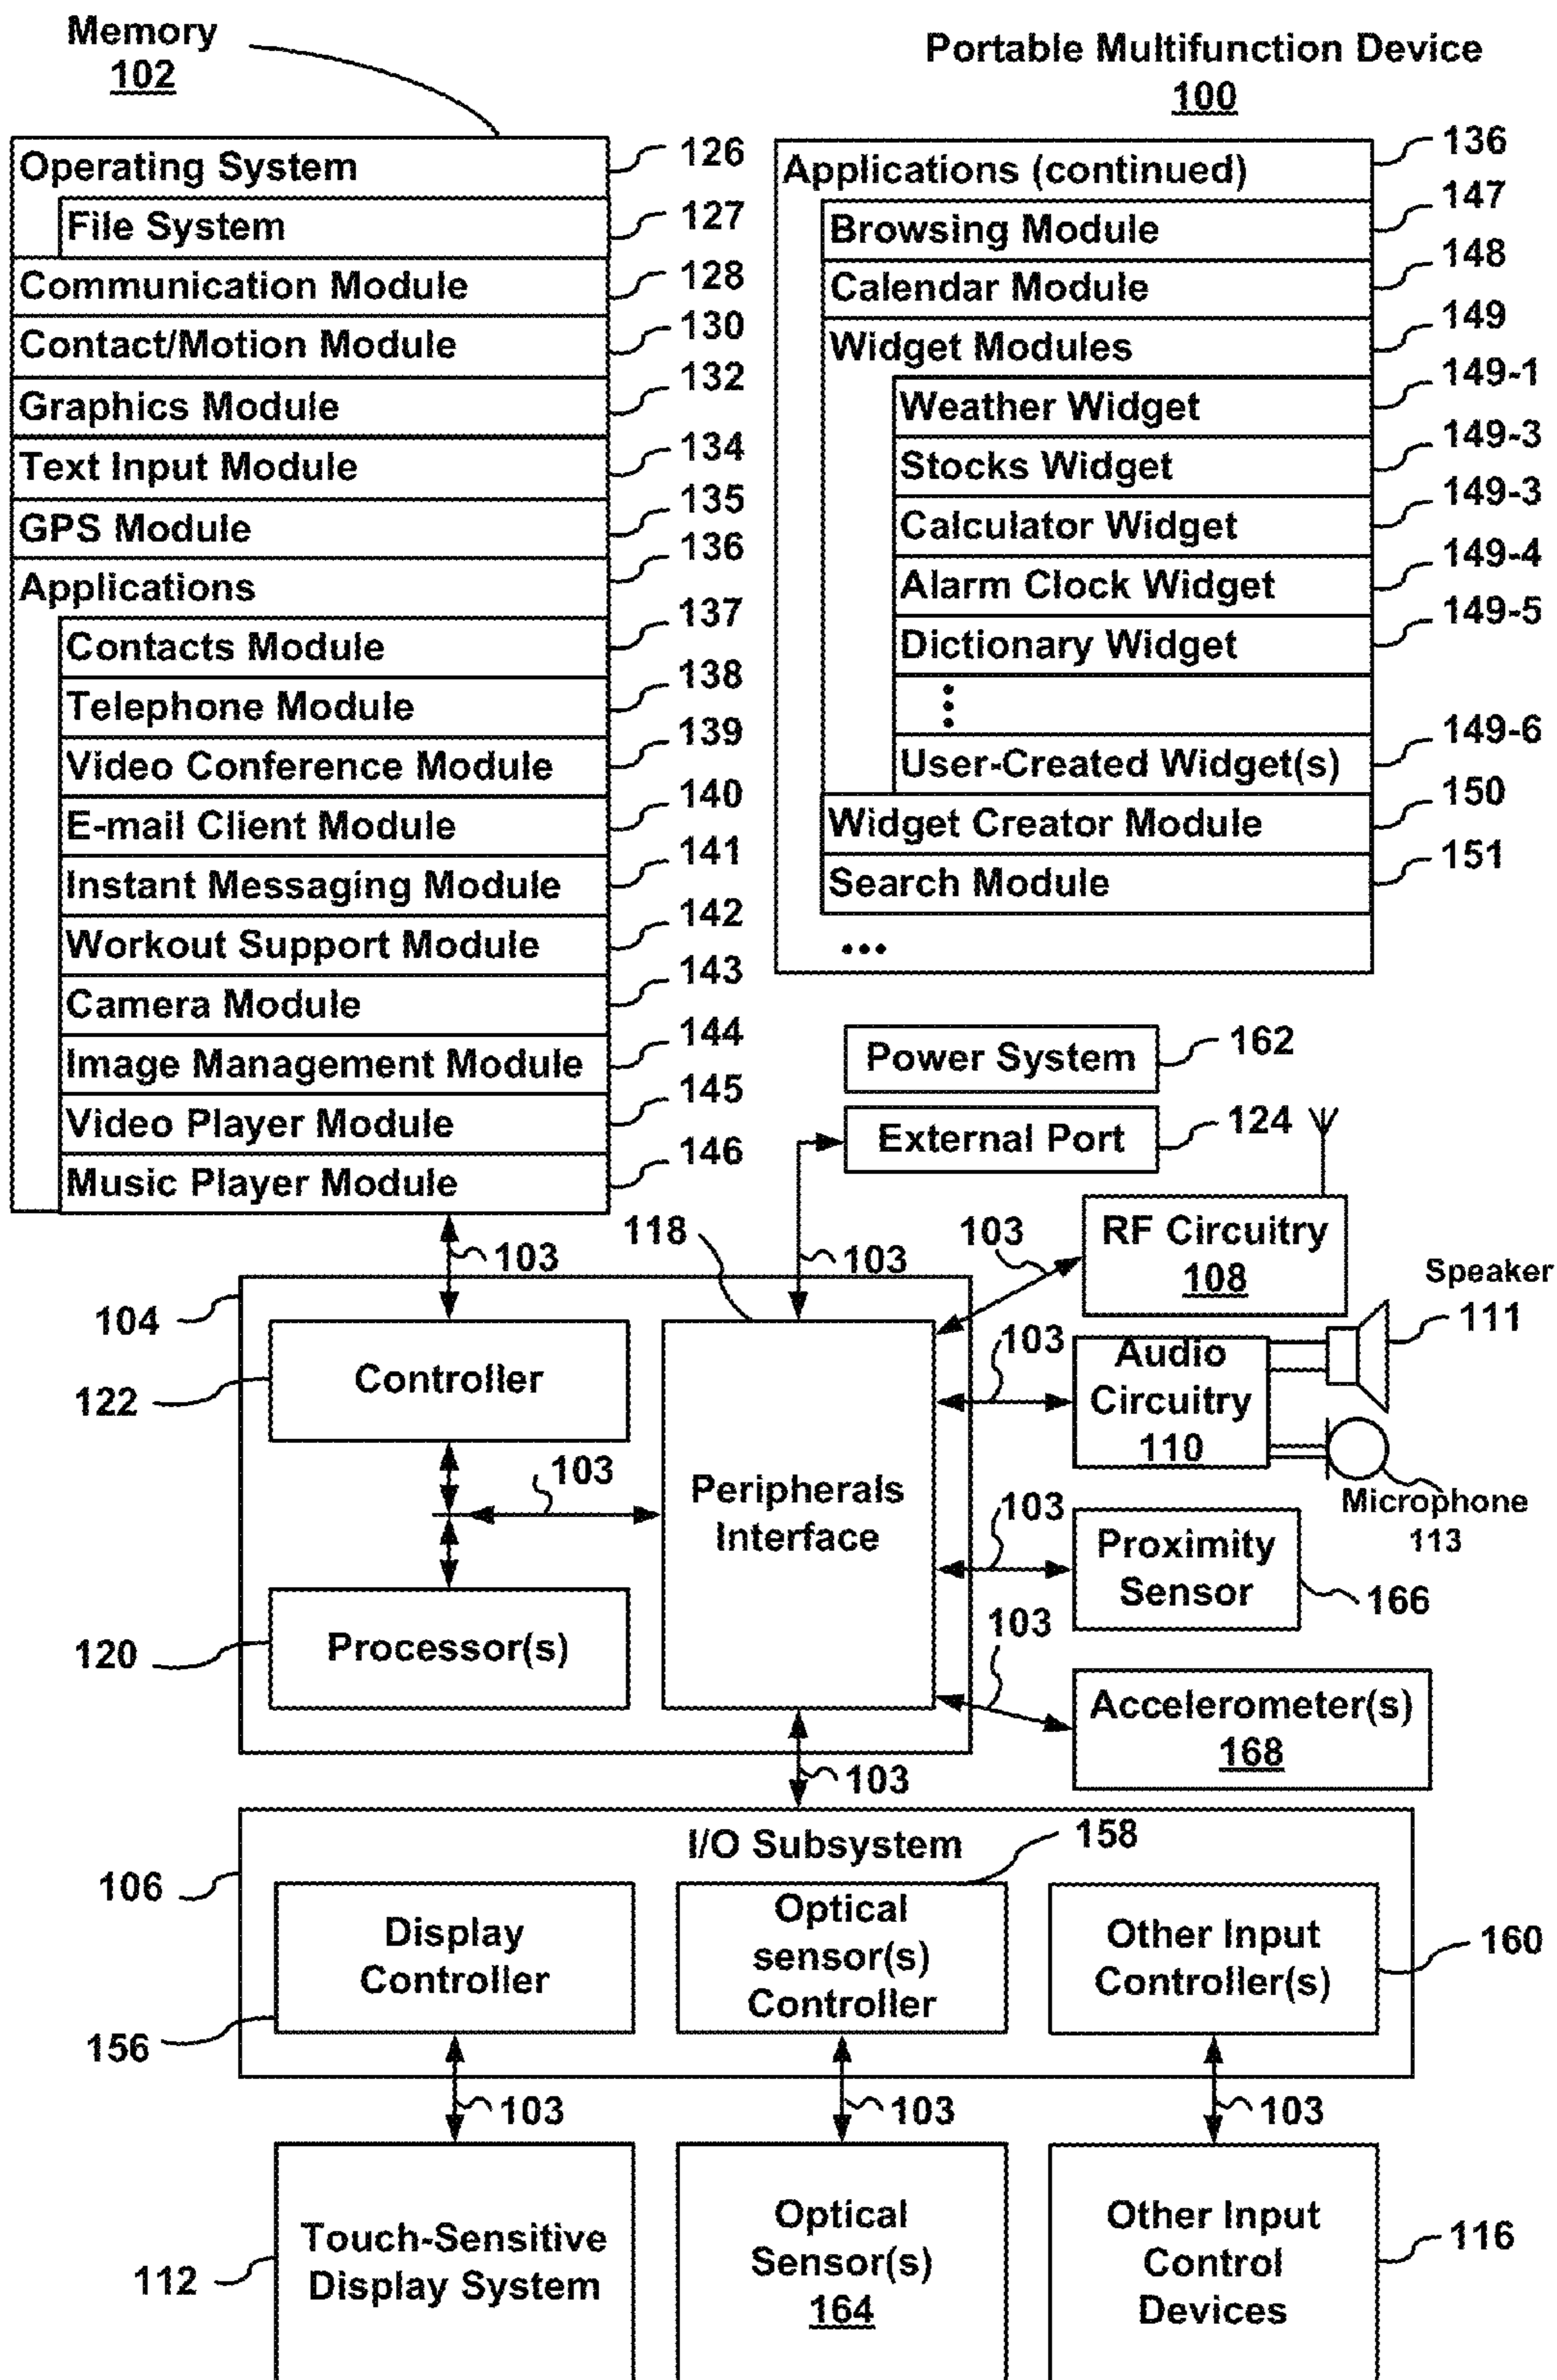 Memory
102
Portable Multifunction Device
100
Operating System
126
File System
127
Communication Module
128
Contact/Motion Module
130
Graphics Module
132
Text Input Module
134
GPS Module
135
Applications
136
Contacts Module
137
Telephone Module
138
Video Conference Module
139
E-mail Client Module
140
Instant Messaging Module
141
Workout Support Module
142
Camera Module
143
Image Management Module
144
Video Player Module
145
Music Player Module
146
Applications (continued)
136
Browsing Module
147
Calendar Module
148
Widget Modules
149
Weather Widget
149-1
Stocks Widget
149-3
Calculator Widget
149-3
Alarm Clock Widget
149-4
Dictionary Widget
149-5
⋮
User-Created Widget(s)
149-6
Widget Creator Module
150
Search Module
151
...
Power System
162
External Port
124
103
118
103
103
RF Circuitry
108
Speaker
111
104
Controller
122
103
Audio
Circuitry
110
103
Peripherals
Interface
Microphone
113
103
Proximity
Sensor
166
Processor(s)
120
103
Accelerometer(s)
168
103
I/O Subsystem
158
106
Display
Controller
156
Optical
sensor(s)
Controller
Other Input
Controller(s)
160
103
103
103
Touch-Sensitive
Display System
112
Optical
Sensor(s)
164
Other Input
Control
Devices
116